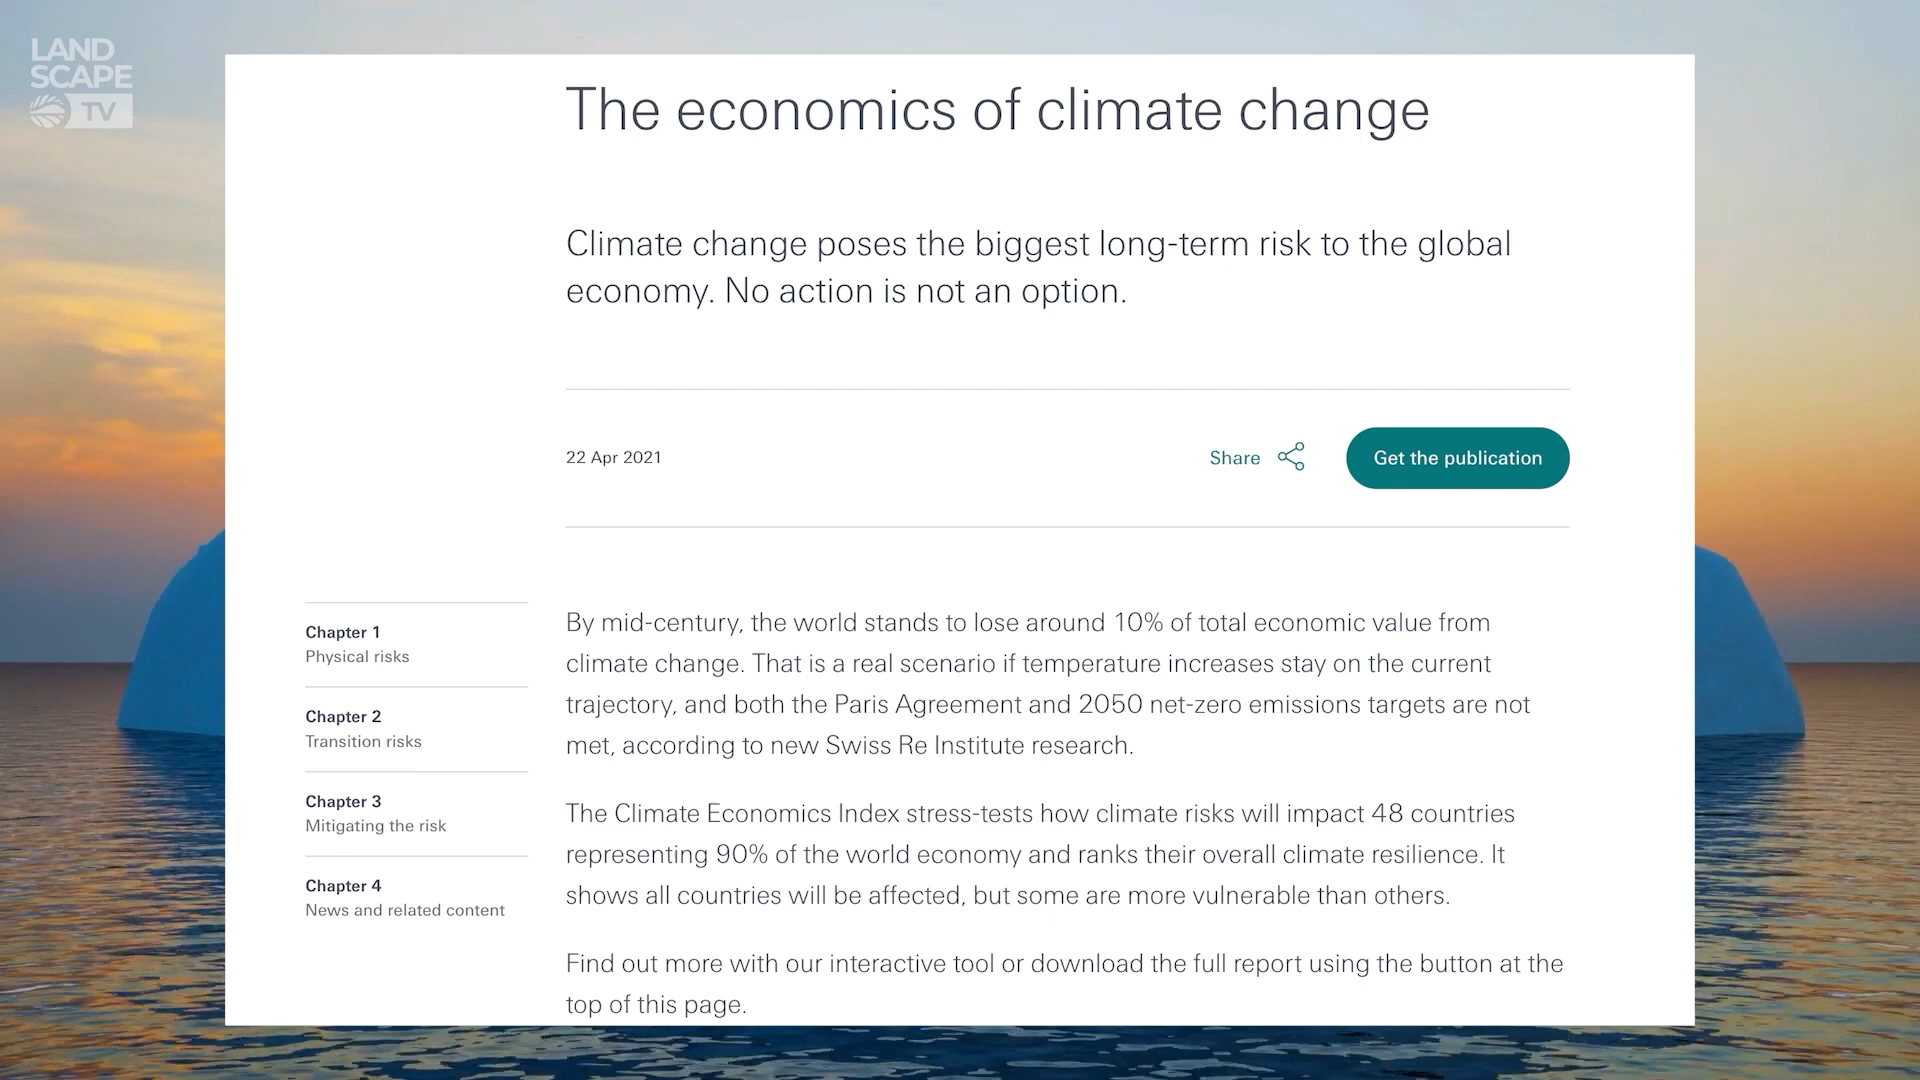 LAND
SCAPE
TV
The economics of climate change
Climate change poses the biggest long-term risk to the global
economy. No action is not an option.
22 Apr 2021
Share
Get the publication
Chapter 1
Physical risks
Chapter 2
Transition risks
Chapter 3
Mitigating the risk
Chapter 4
News and related content
By mid-century, the world stands to lose around 10% of total economic value from
climate change. That is a real scenario if temperature increases stay on the current
trajectory, and both the Paris Agreement and 2050 net-zero emissions targets are not
met, according to new Swiss Re Institute research.
The Climate Economics Index stress-tests how climate risks will impact 48 countries
representing 90% of the world economy and ranks their overall climate resilience. It
shows all countries will be affected, but some are more vulnerable than others.
Find out more with our interactive tool or download the full report using the button at the
top of this page.